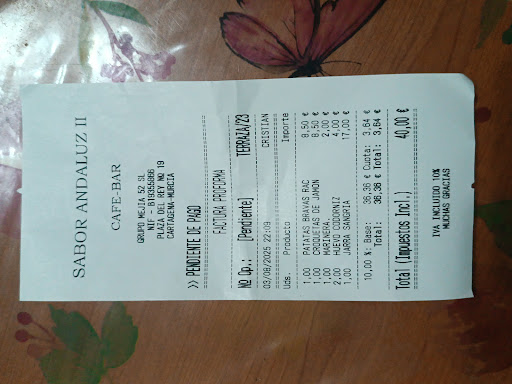 SABOR ANDALUZ II
CAFE-BAR
GRUPO MEJIA 52 SL
NIF - B19355866
PLAZA DEL REY NO 19
CARTAGENA-MURCIA
>> PENDIENTE DE PAGO
FACTURA PROFORMA
Nº Op.: [Pendiente] TERRAZA/23
03/08/2025 22:09 CRISTIAN
Uds. Producto Importe
1,00 PATATAS BRAVAS RAC 8,50 €
1,00 CROQUETAS DE JAMON 8,50 €
1,00 MARINERA. 2,00 €
2,00 HUEVO CODORNIZ 4,00 €
1,00 JARRA SANGRIA 17,00 €
10,00 %: Base: 36,36 € Cuota: 3,64 €
Total: 36,36 € Total: 3,64 €
Total (Impuestos Incl.) 40,00 €
IVA INCLUIDO 10%
MUCHAS GRACIAS